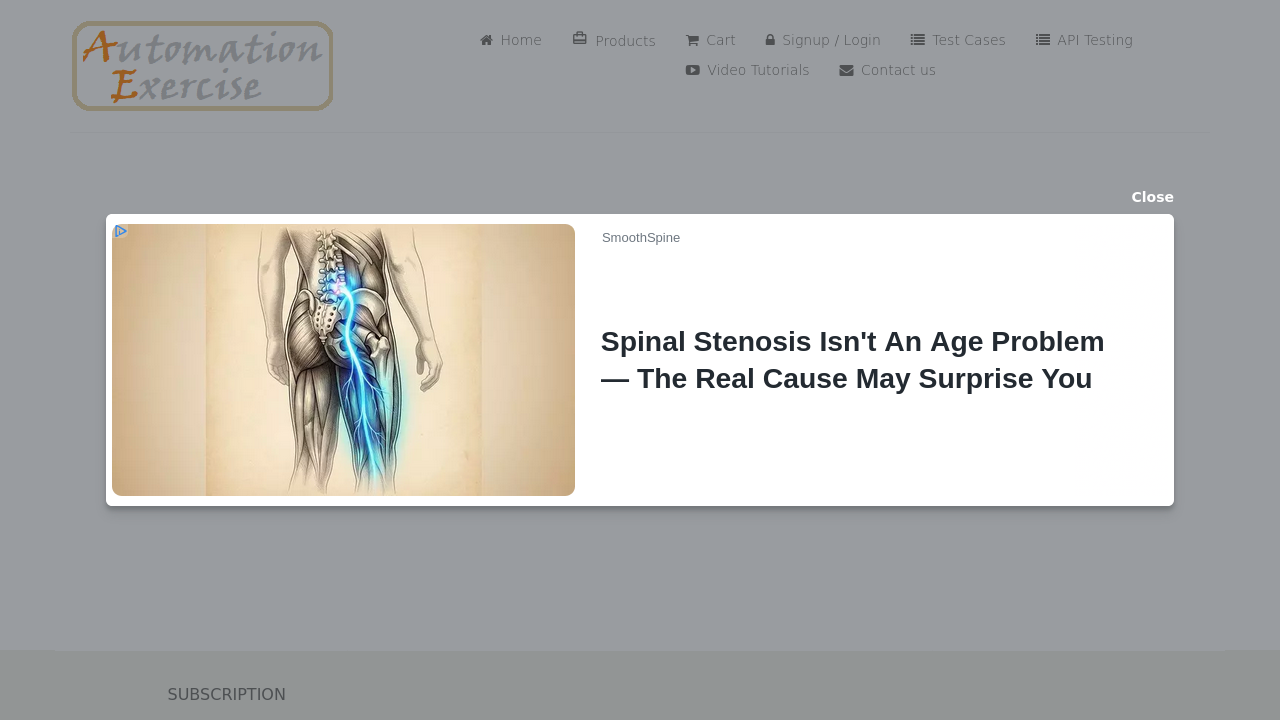 Automation
Exercise
Home
Products
Cart
Signup / Login
Test Cases
API Testing
Video Tutorials
Contact us
Close
SmoothSpine
Spinal Stenosis Isn't An Age Problem
— The Real Cause May Surprise You
SUBSCRIPTION